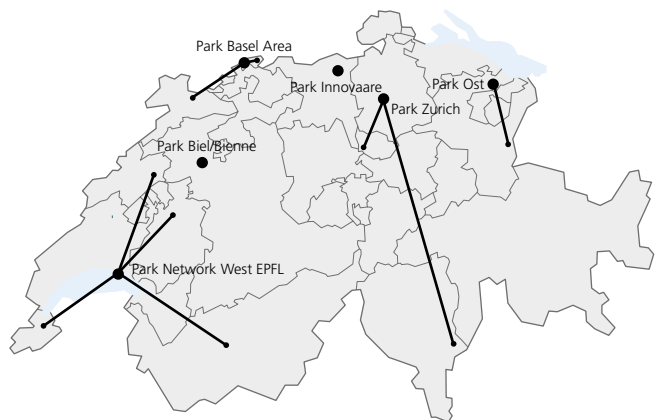 Park Basel Area
Park Innovaare
Park Ost
Park Zurich
Park Biel/Bienne
Park Network West EPFL